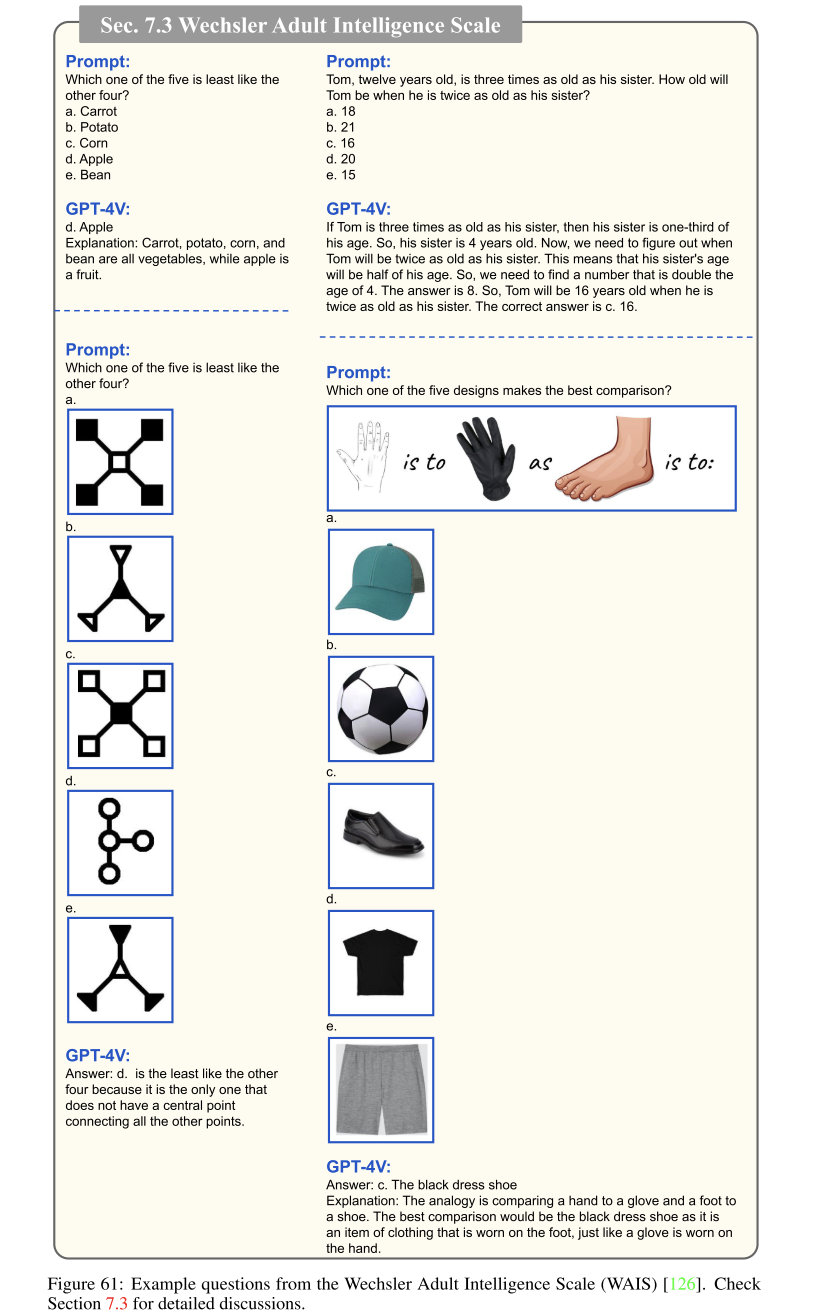 Sec. 7.3 Wechsler Adult Intelligence Scale
Prompt:
Which one of the five is least like the
other four?
a. Carrot
b. Potato
c. Corn
d. Apple
e. Bean
GPT-4V:
d. Apple
Explanation: Carrot, potato, corn, and
bean are all vegetables, while apple is
a fruit.
Prompt:
Which one of the five is least like the
other four?
a.
b.
c.
d.
e.
GPT-4V:
Answer: d.  is the least like the other
four because it is the only one that
does not have a central point
connecting all the other points.
Prompt:
Tom, twelve years old, is three times as old as his sister. How old will
Tom be when he is twice as old as his sister?
a. 18
b. 21
c. 16
d. 20
e. 15
GPT-4V:
If Tom is three times as old as his sister, then his sister is one-third of
his age. So, his sister is 4 years old. Now, we need to figure out when
Tom will be twice as old as his sister. This means that his sister's age
will be half of his age. So, we need to find a number that is double the
age of 4. The answer is 8. So, Tom will be 16 years old when he is
twice as old as his sister. The correct answer is c. 16.
Prompt:
Which one of the five designs makes the best comparison?
is to as is to:
a.
b.
c.
d.
e.
GPT-4V:
Answer: c. The black dress shoe
Explanation: The analogy is comparing a hand to a glove and a foot to
a shoe. The best comparison would be the black dress shoe as it is
an item of clothing that is worn on the foot, just like a glove is worn on
the hand.
Figure 61: Example questions from the Wechsler Adult Intelligence Scale (WAIS) [126]. Check
Section 7.3 for detailed discussions.